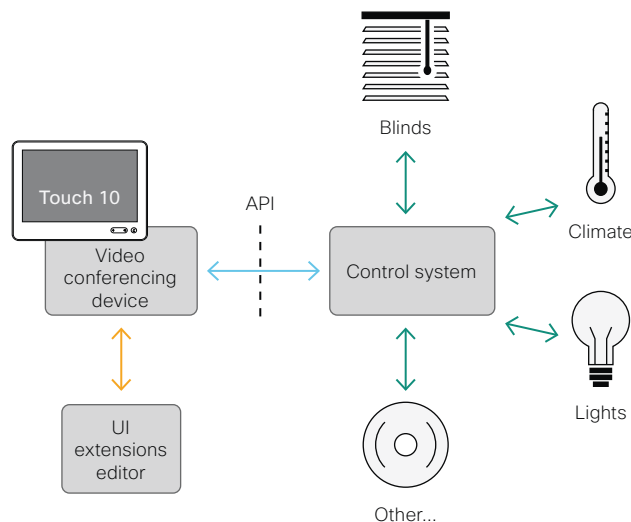 Blinds
Touch 10
API
Climate
Video
conferencing
device
Control system
Lights
UI
extensions
editor
Other...